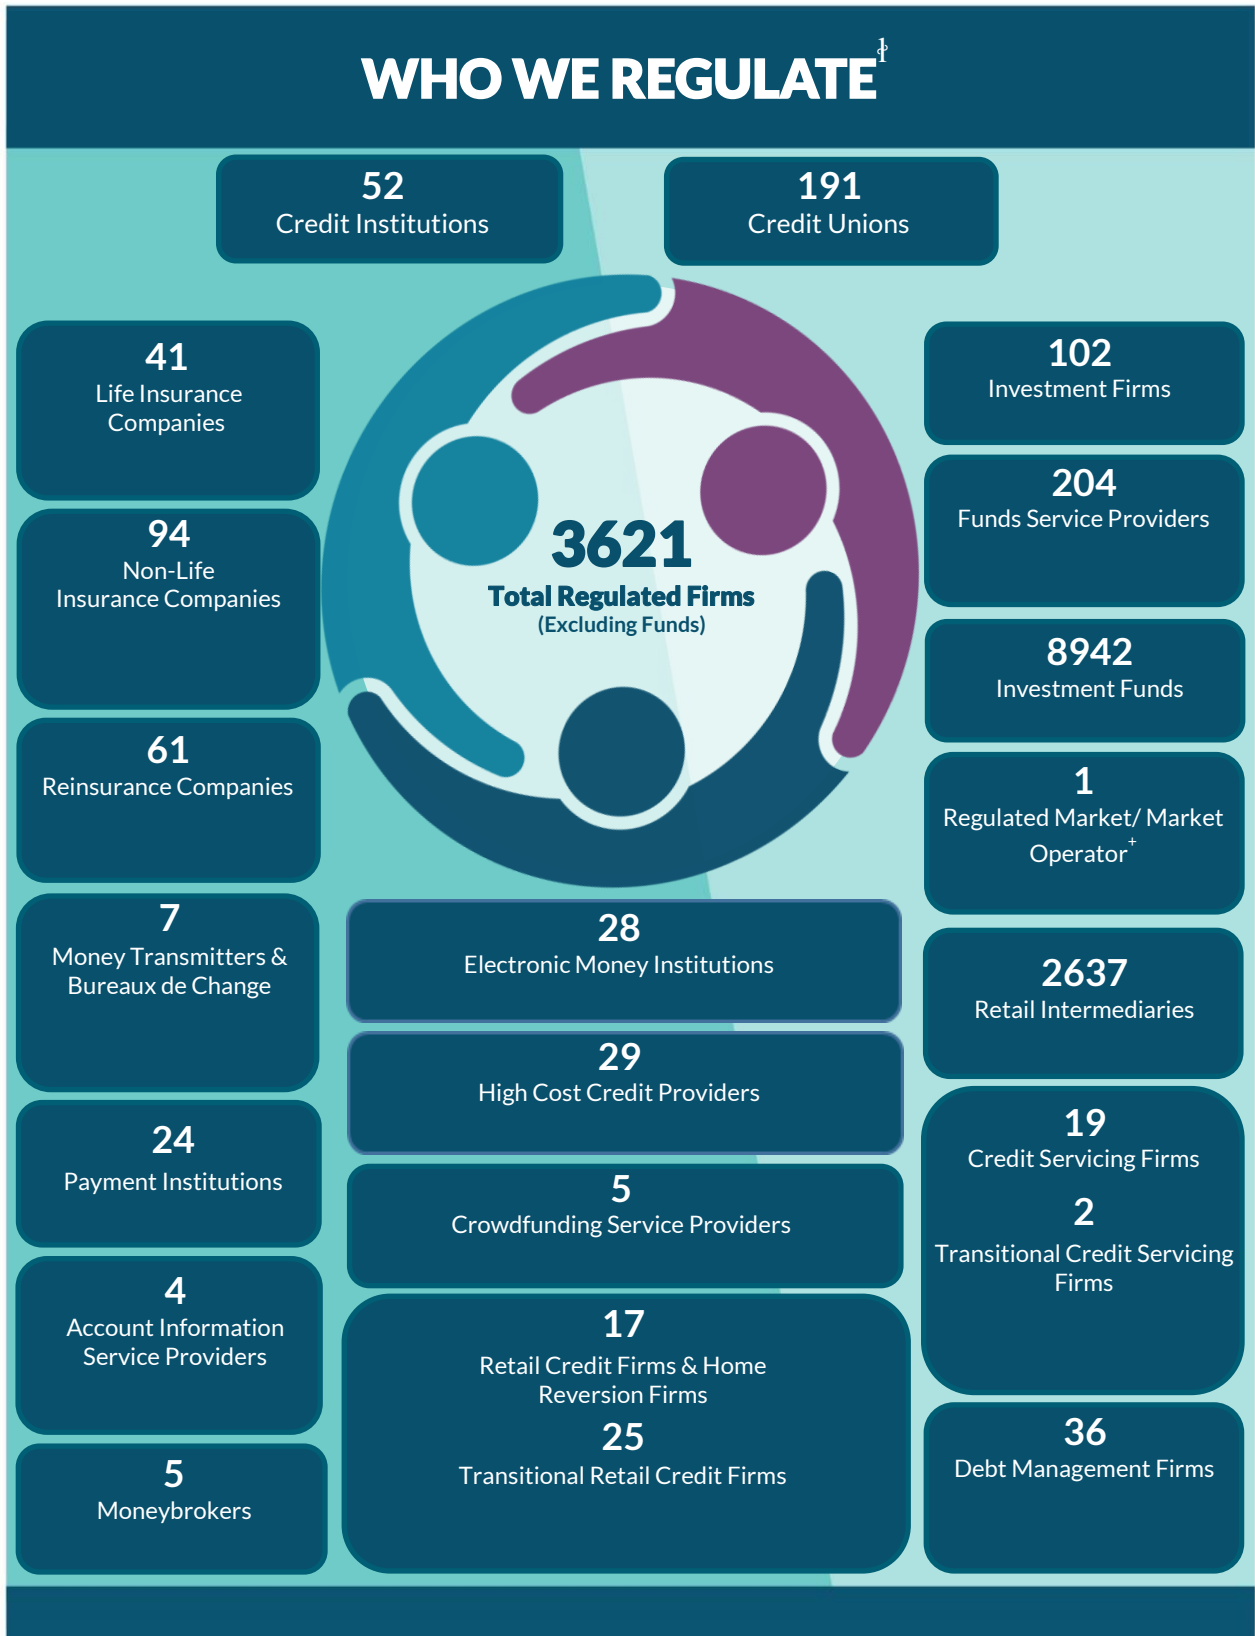 WHO WE REGULATE
52
Credit Institutions
191
Credit Unions
41
Life Insurance
Companies
94
Non-Life
Insurance Companies
61
Reinsurance Companies
7
Money Transmitters &
Bureaux de Change
24
Payment Institutions
4
Account Information
Service Providers
5
Moneybrokers
3621
Total Regulated Firms
(Excluding Funds)
28
Electronic Money Institutions
29
High Cost Credit Providers
5
Crowdfunding Service Providers
17
Retail Credit Firms & Home
Reversion Firms
25
Transitional Retail Credit Firms
102
Investment Firms
204
Funds Service Providers
8942
Investment Funds
1
Regulated Market/ Market
Operator+
2637
Retail Intermediaries
19
Credit Servicing Firms
2
Transitional Credit Servicing
Firms
36
Debt Management Firms